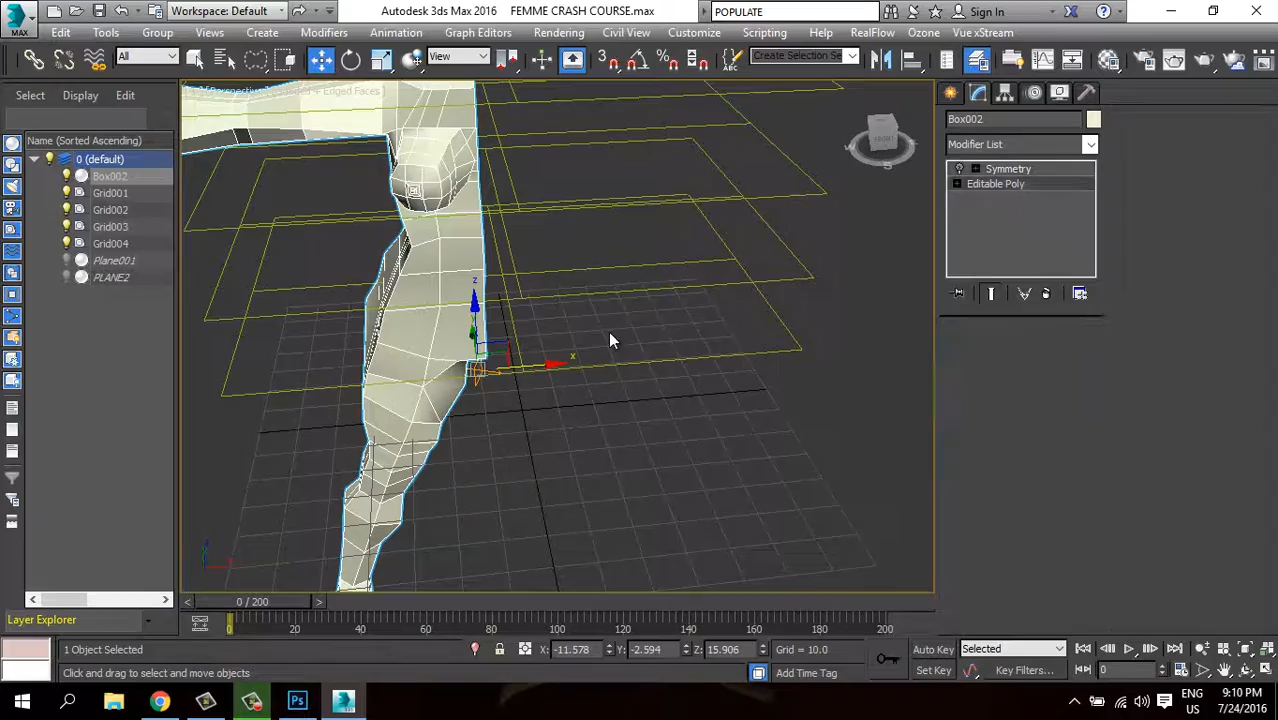 MAX
Workspace: Default
Autodesk 3ds Max 2016
FEMME CRASH COURSE.max
POPULATE
Sign In
Edit
Tools
Group
Views
Create
Modifiers
Animation
Graph Editors
Rendering
Civil View
Customize
Scripting
Help
RealFlow
Ozone
Vue xStream
All
View
Create Selection Set
Select
Display
Edit
Name (Sorted Ascending)
0 (default)
Box002
Grid001
Grid002
Grid003
Grid004
Plane001
PLANE2
Box002
Modifier List
Symmetry
Editable Poly
z
x
0 / 200
Layer Explorer
0
20
40
60
80
100
120
140
160
180
200
1 Object Selected
X: -11.578
Y: -2.594
Z: 15.906
Grid = 10.0
Auto Key
Selected
Click and drag to select and move objects
Add Time Tag
Set Key
Key Filters...
0
ENG
US
9:10 PM
7/24/2016